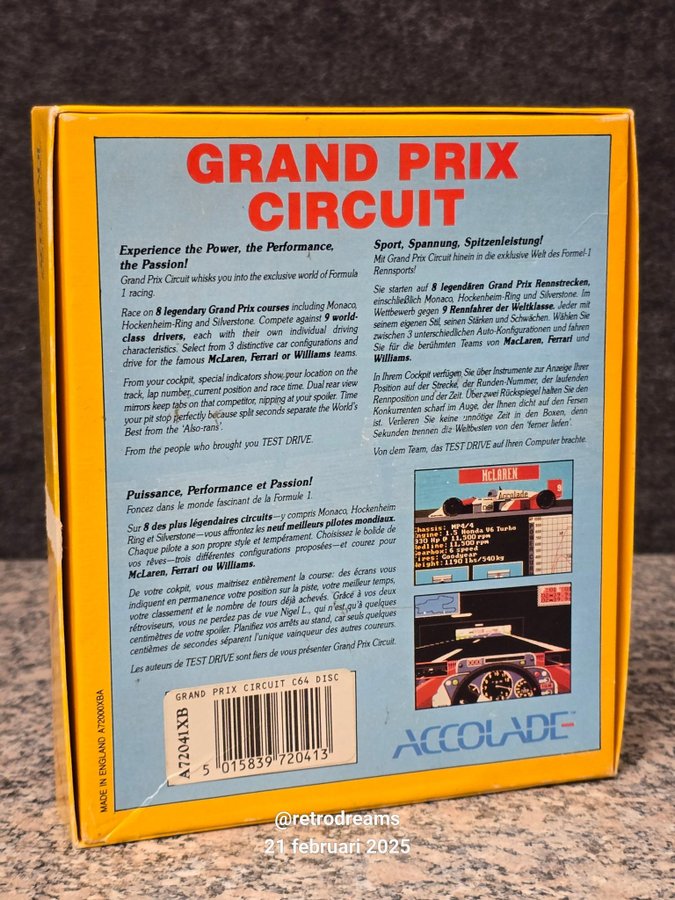 GRAND PRIX
CIRCUIT
Experience the Power, the Performance,
the Passion!
Grand Prix Circuit whisks you into the exclusive world of Formula
1 racing.
Race on 8 legendary Grand Prix courses including Monaco,
Hockenheim-Ring and Silverstone. Compete against 9 world-
class drivers, each with their own individual driving
characteristics. Select from 3 distinctive car configurations and
drive for the famous McLaren, Ferrari or Williams teams.
From your cockpit, special indicators show your location on the
track, lap number, current position and race time. Dual rear view
mirrors keep tabs on that competitor, nipping at your spoiler. Time
your pit stop perfectly because split seconds separate the World's
Best from the 'Also-rans'.
From the people who brought you TEST DRIVE.
Sport, Spannung, Spitzenleistung!
Mit Grand Prix Circuit hinein in die exklusive Welt des Formel-1
Rennsports!
Sie starten auf 8 legendären Grand Prix Rennstrecken,
einschließlich Monaco, Hockenheim-Ring und Silverstone. Im
Wettbewerb gegen 9 Rennfahrer der Weltklasse. Jeder mit
seinem eigenen Stil, seinen Stärken und Schwächen. Wählen Sie
zwischen 3 unterschiedlichen Auto-Konfigurationen und fahren
Sie für die berühmten Teams von MacLaren, Ferrari und
Williams.
In Ihrem Cockpit verfügen Sie über Instrumente zur Anzeige Ihrer
Position auf der Strecke, der Runden-Nummer, der laufenden
Rennposition und der Zeit. Über zwei Rückspiegel halten Sie den
Konkurrenten scharf im Auge, der Ihnen dicht auf den Fersen
ist. Verlieren Sie keine unnötige Zeit in den Boxen, denn
Sekunden trennen die Weltbesten von den 'ferner liefen'.
Von dem Team, das TEST DRIVE auf Ihren Computer brachte.
Puissance, Performance et Passion!
Foncez dans le monde fascinant de la Formule 1.
Sur 8 des plus légendaires circuits—y compris Monaco, Hockenheim
Ring et Silverstone—vous affrontez les neuf meilleurs pilotes mondiaux.
Chaque pilote a son propre style et tempérament. Choisissez le bolide de
vos rêves—trois différentes configurations proposées—et courez pour
McLaren, Ferrari ou Williams.
De votre cokpit, vous maitrisez entièrement la course: des écrans vous
indiquent en permanence votre position sur la piste, votre meilleur temps,
votre classement et le nombre de tours déjà achevés. Grâcé à vos deux
rétroviseurs, vous ne perdez pas de vue Nigel L., qui n'est qu'à quelques
centimètres de votre spoiler. Planifiez vos arrêts au stand, car seuls quelques
centièmes de secondes séparent l'unique vainqueur des autres coureurs.
Les auteurs de TEST DRIVE sont fiers de vous présenter Grand Prix Circuit.
McLAREN
Accolade
Chassis: MP4/4
Engine: 1.5 Honda V6 Turbo
830 Hp @ 11,500 rpm
Redline: 11,500rpm
Gearbox: 6 speed
Tires: Goodyear
Weight: 1190 lbs/540 kg
ACCOLADE
GRAND PRIX CIRCUIT C64 DISC
A72041XB
5 015839 720413
MADE IN ENGLAND A72000XBA
@retrodreams
21 februari 2025